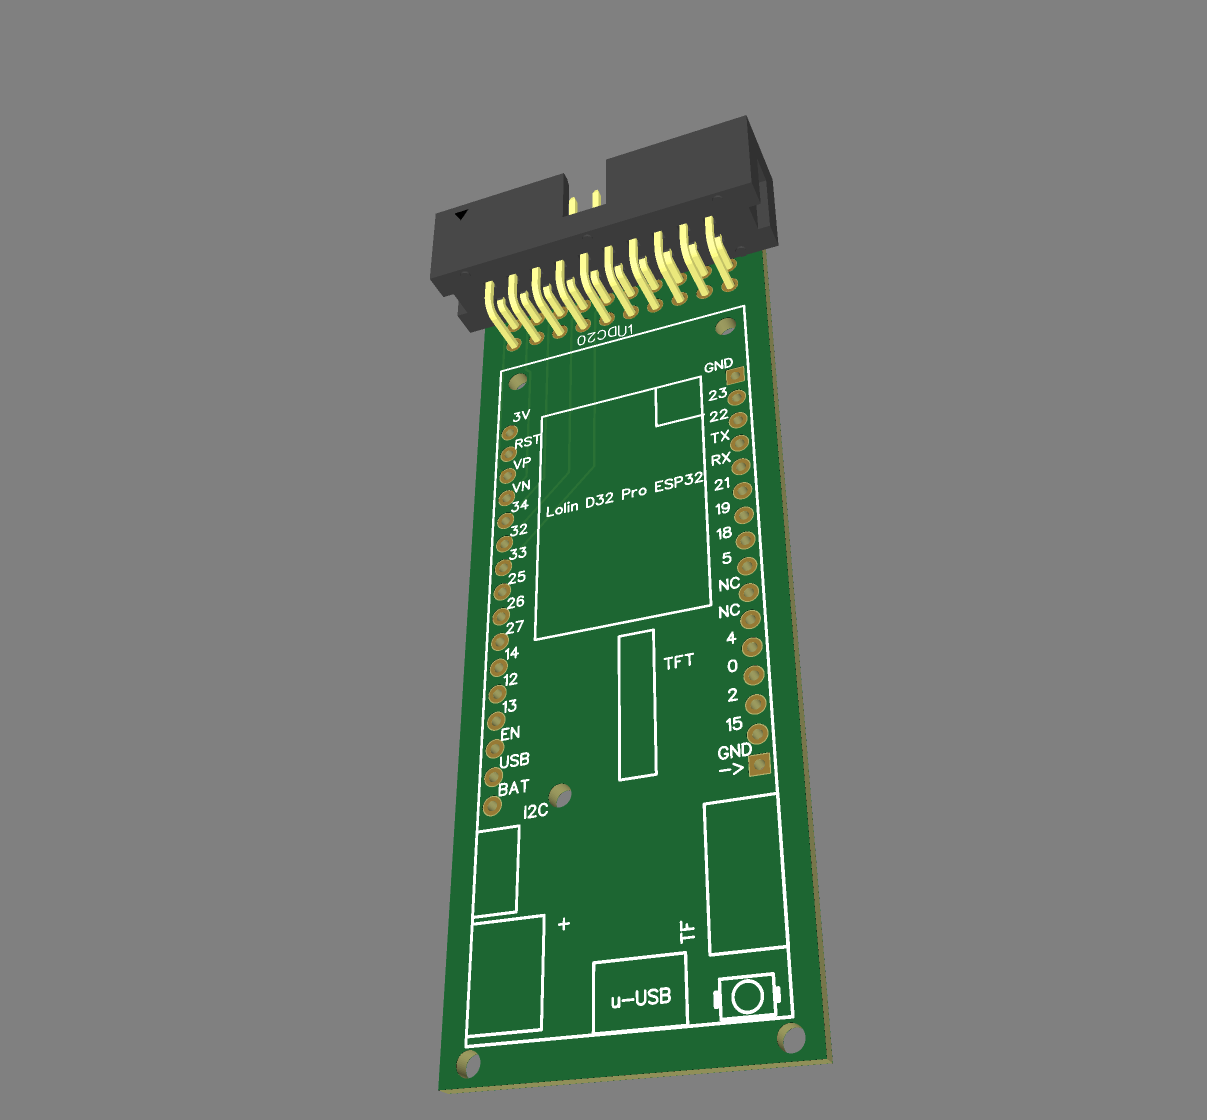 3V
RST
VP
VN
34
32
33
25
26
27
14
12
13
EN
USB
BAT
I2C
Lolin D32 Pro ESP32
TFT
GND
23
22
TX
RX
21
19
18
5
NC
NC
4
0
2
15
GND
->
+
TF
u-USB